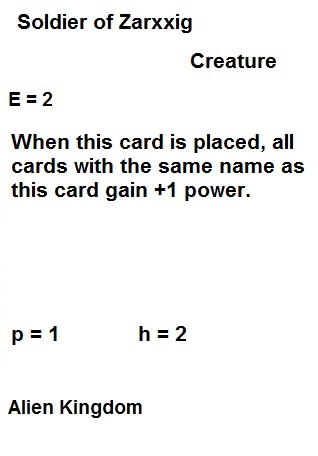 Soldier of Zarxxig
Creature
E = 2
When this card is placed, all
cards with the same name as
this card gain +1 power.
p = 1 h = 2
Alien Kingdom